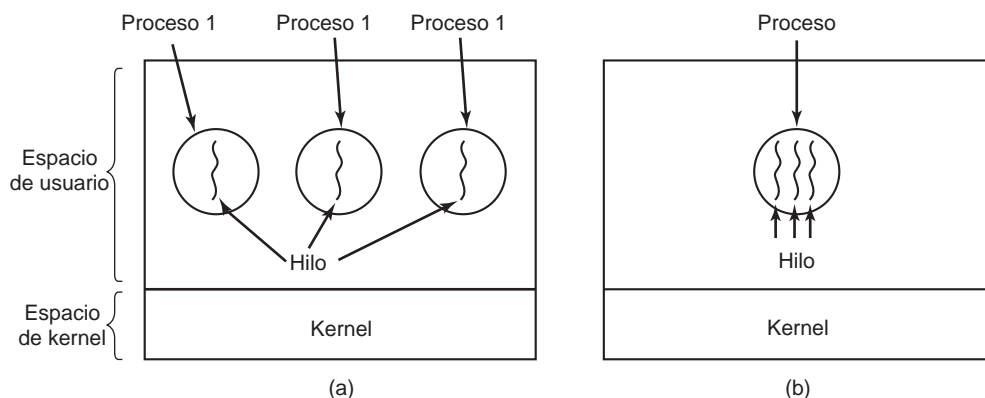 Proceso 1
Proceso 1
Proceso 1
Proceso
Espacio
de usuario
Hilo
Hilo
Espacio
de kernel
Kernel
Kernel
(a)
(b)